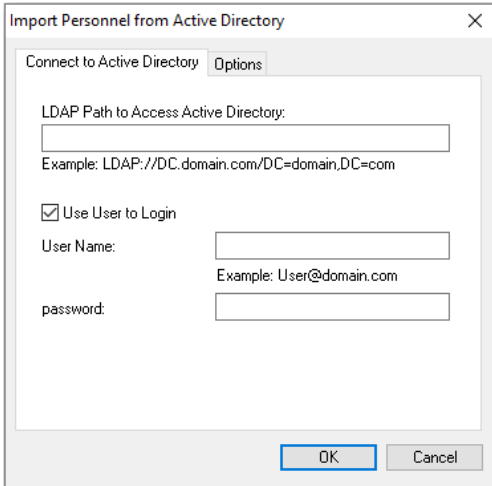 Import Personnel from Active Directory
Connect to Active Directory Options
LDAP Path to Access Active Directory:
Example: LDAP://DC.domain.com/DC=domain,DC=com
Use User to Login
User Name:
Example: User@domain.com
password:
OK Cancel